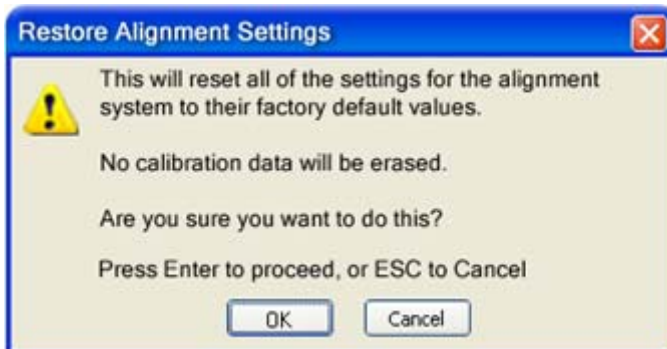 Restore Alignment Settings
This will reset all of the settings for the alignment
system to their factory default values.
No calibration data will be erased.
Are you sure you want to do this?
Press Enter to proceed, or ESC to Cancel
OK
Cancel